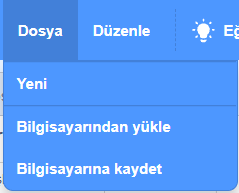 Dosya Düzenle
Yeni
Bilgisayarından yükle
Bilgisayarına kaydet